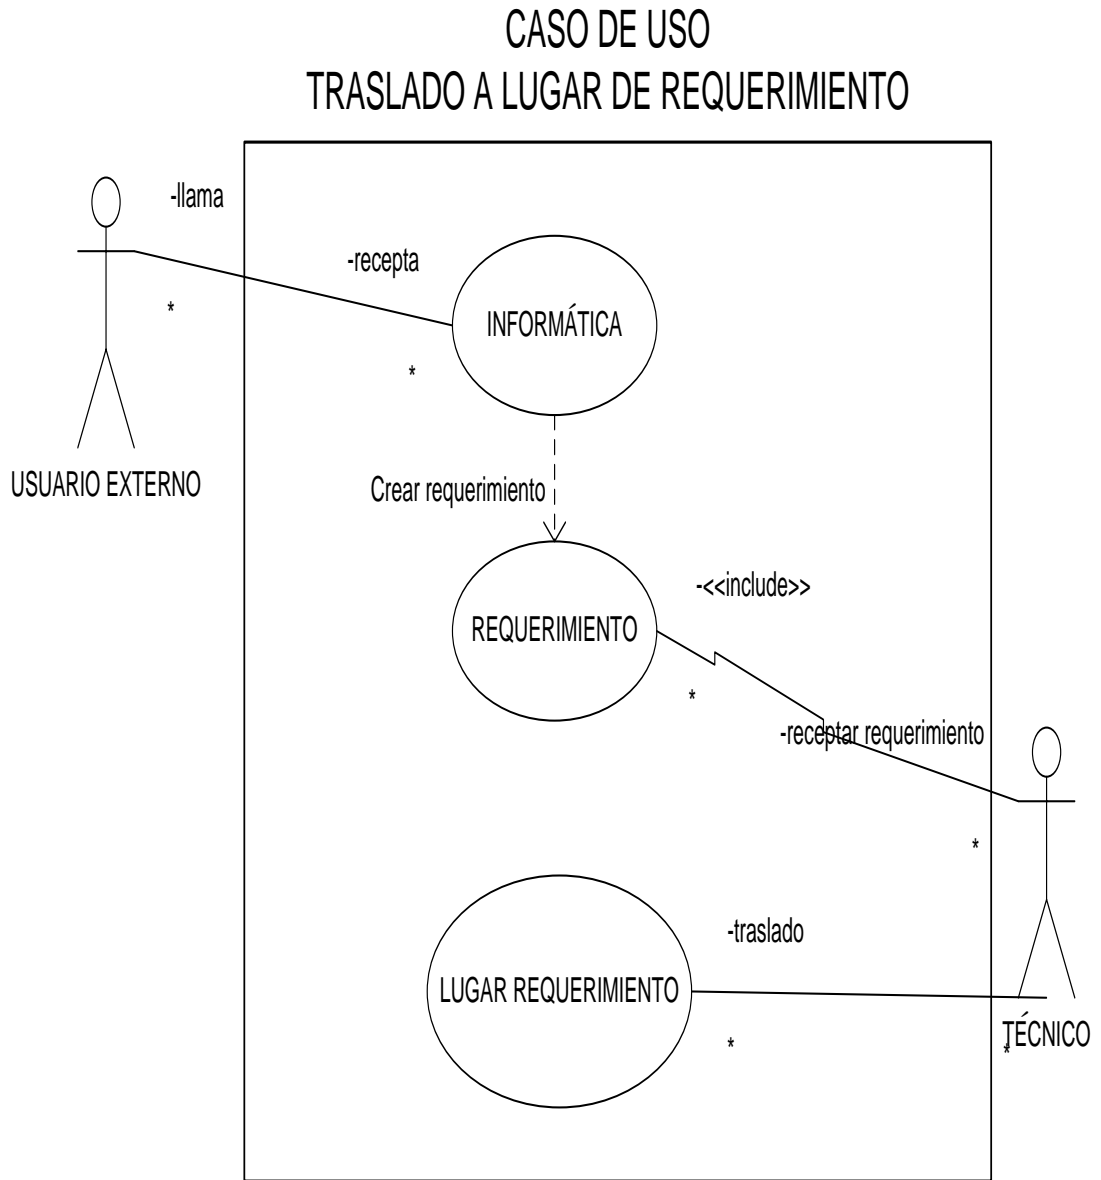 CASO DE USO
TRASLADO A LUGAR DE REQUERIMIENTO
-llama
-recepta
*
INFORMÁTICA
*
USUARIO EXTERNO
Crear requerimiento
-<<include>>
REQUERIMIENTO
*
-receptar requerimiento
*
-traslado
LUGAR REQUERIMIENTO
*
TÉCNICO
*